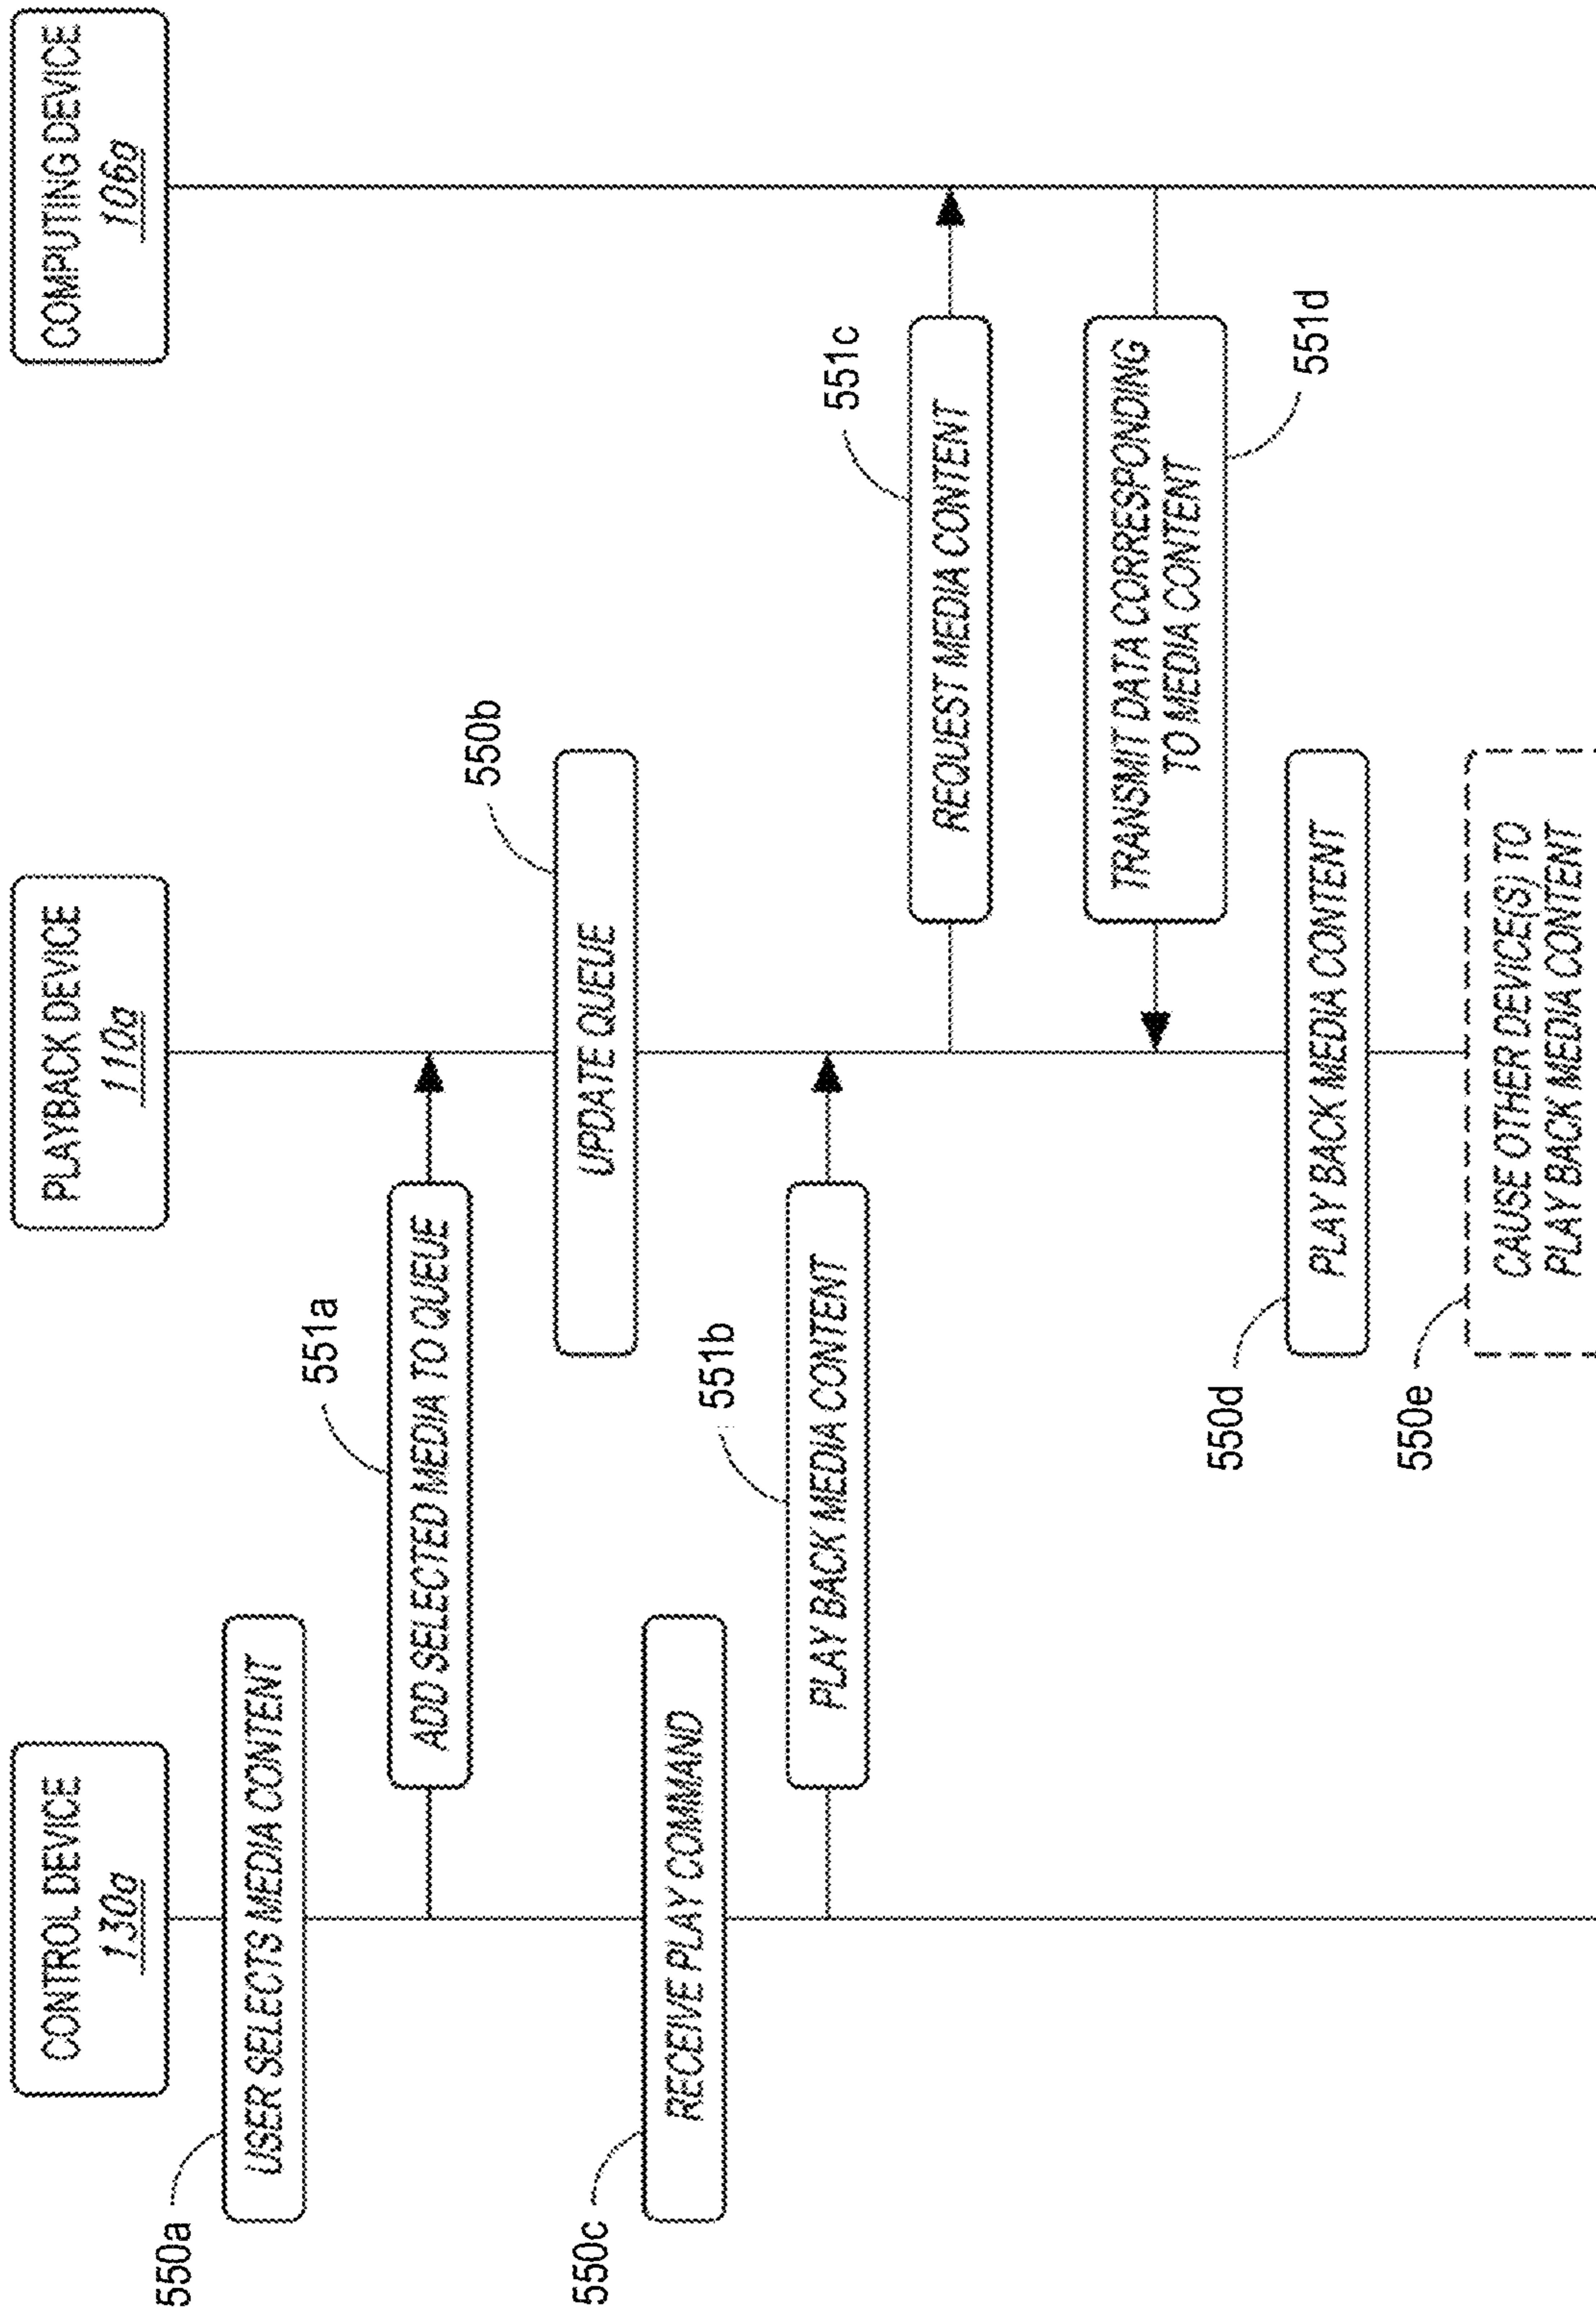 CONTROL DEVICE
130a
PLAYBACK DEVICE
110a
COMPUTING DEVICE
106a
550a
USER SELECTS MEDIA CONTENT
551a
ADD SELECTED MEDIA TO QUEUE
550b
UPDATE QUEUE
550c
RECEIVE PLAY COMMAND
551b
PLAY BACK MEDIA CONTENT
551c
REQUEST MEDIA CONTENT
TRANSMIT DATA CORRESPONDING
TO MEDIA CONTENT
551d
550d
PLAY BACK MEDIA CONTENT
550e
CAUSE OTHER DEVICE(S) TO
PLAY BACK MEDIA CONTENT